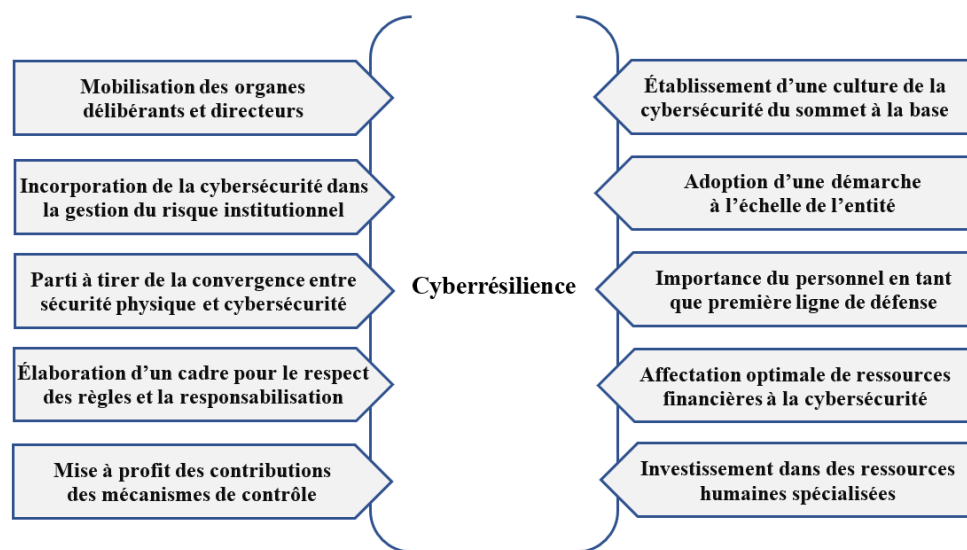 Mobilisation des organes
délibérants et directeurs
Incorporation de la cybersécurité dans
la gestion du risque institutionnel
Parti à tirer de la convergence entre
sécurité physique et cybersécurité
Élaboration d’un cadre pour le respect
des règles et la responsabilisation
Mise à profit des contributions
des mécanismes de contrôle
Cyberrésilience
Établissement d’une culture de la
cybersécurité du sommet à la base
Adoption d’une démarche
à l’échelle de l’entité
Importance du personnel en tant
que première ligne de défense
Affectation optimale de ressources
financières à la cybersécurité
Investissement dans des ressources
humaines spécialisées